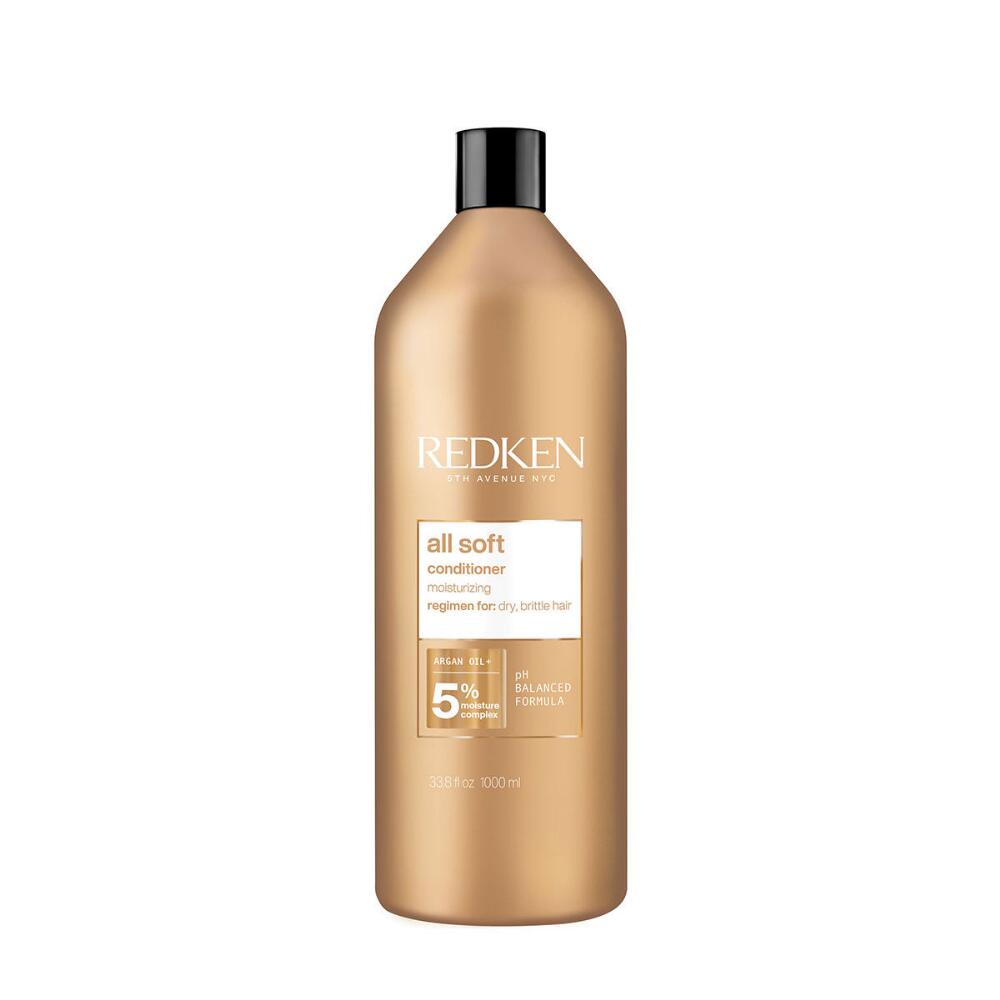 REDKEN
5TH AVENUE NYC
all soft
conditioner
moisturizing
regimen for: dry, brittle hair
ARGAN OIL+
5%
moisture
complex
pH
BALANCED
FORMULA
33.8 fl oz 1000 ml